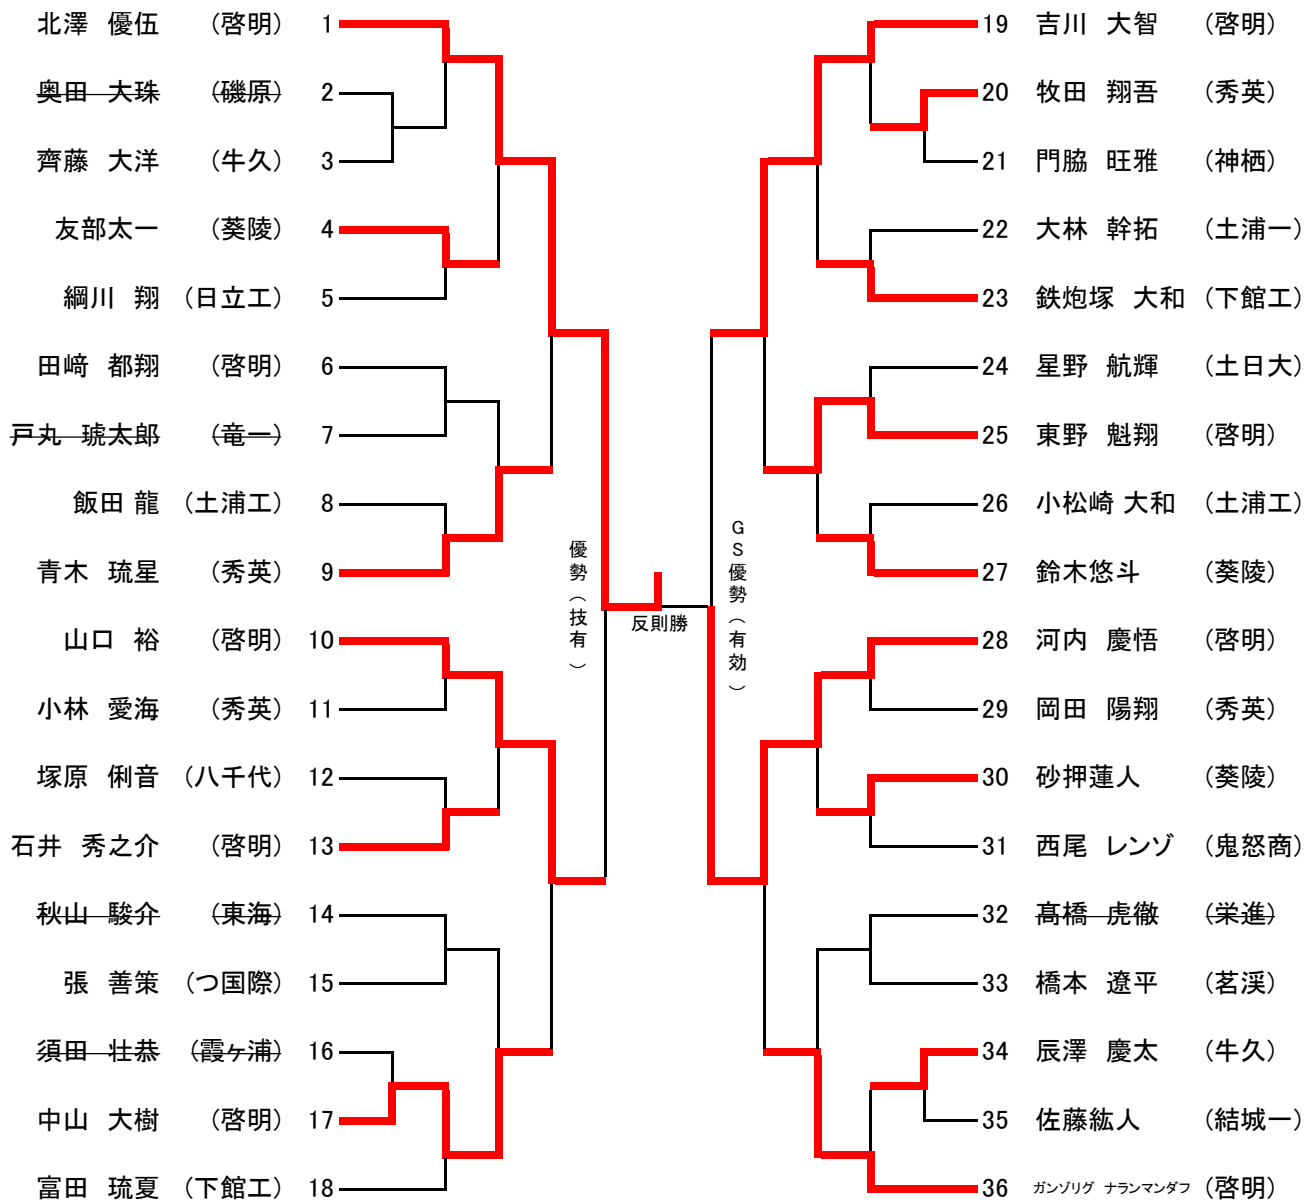 北澤 優伍 (啓明) 1
奥田 大珠 (磯原) 2
齊藤 大洋 (牛久) 3
友部太一 (葵陵) 4
綱川 翔 (日立工) 5
田﨑 都翔 (啓明) 6
戸丸 琥太郎 (竜一) 7
飯田 龍 (土浦工) 8
青木 琉星 (秀英) 9
山口 裕 (啓明) 10
小林 愛海 (秀英) 11
塚原 俐音 (八千代) 12
石井 秀之介 (啓明) 13
秋山 駿介 (東海) 14
張 善策 (つ国際) 15
須田 壮恭 (霞ヶ浦) 16
中山 大樹 (啓明) 17
富田 琉夏 (下館工) 18
優勢(技有)
反則勝
GS優勢(有効)
19 吉川 大智 (啓明)
20 牧田 翔吾 (秀英)
21 門脇 旺雅 (神栖)
22 大林 幹拓 (土浦一)
23 鉄炮塚 大和 (下館工)
24 星野 航輝 (土日大)
25 東野 魁翔 (啓明)
26 小松崎 大和 (土浦工)
27 鈴木悠斗 (葵陵)
28 河内 慶悟 (啓明)
29 岡田 陽翔 (秀英)
30 砂押蓮人 (葵陵)
31 西尾 レンゾ (鬼怒商)
32 髙橋 虎徹 (栄進)
33 橋本 遼平 (茗渓)
34 辰澤 慶太 (牛久)
35 佐藤紘人 (結城一)
36 ガンゾリグ ナランマンダフ (啓明)